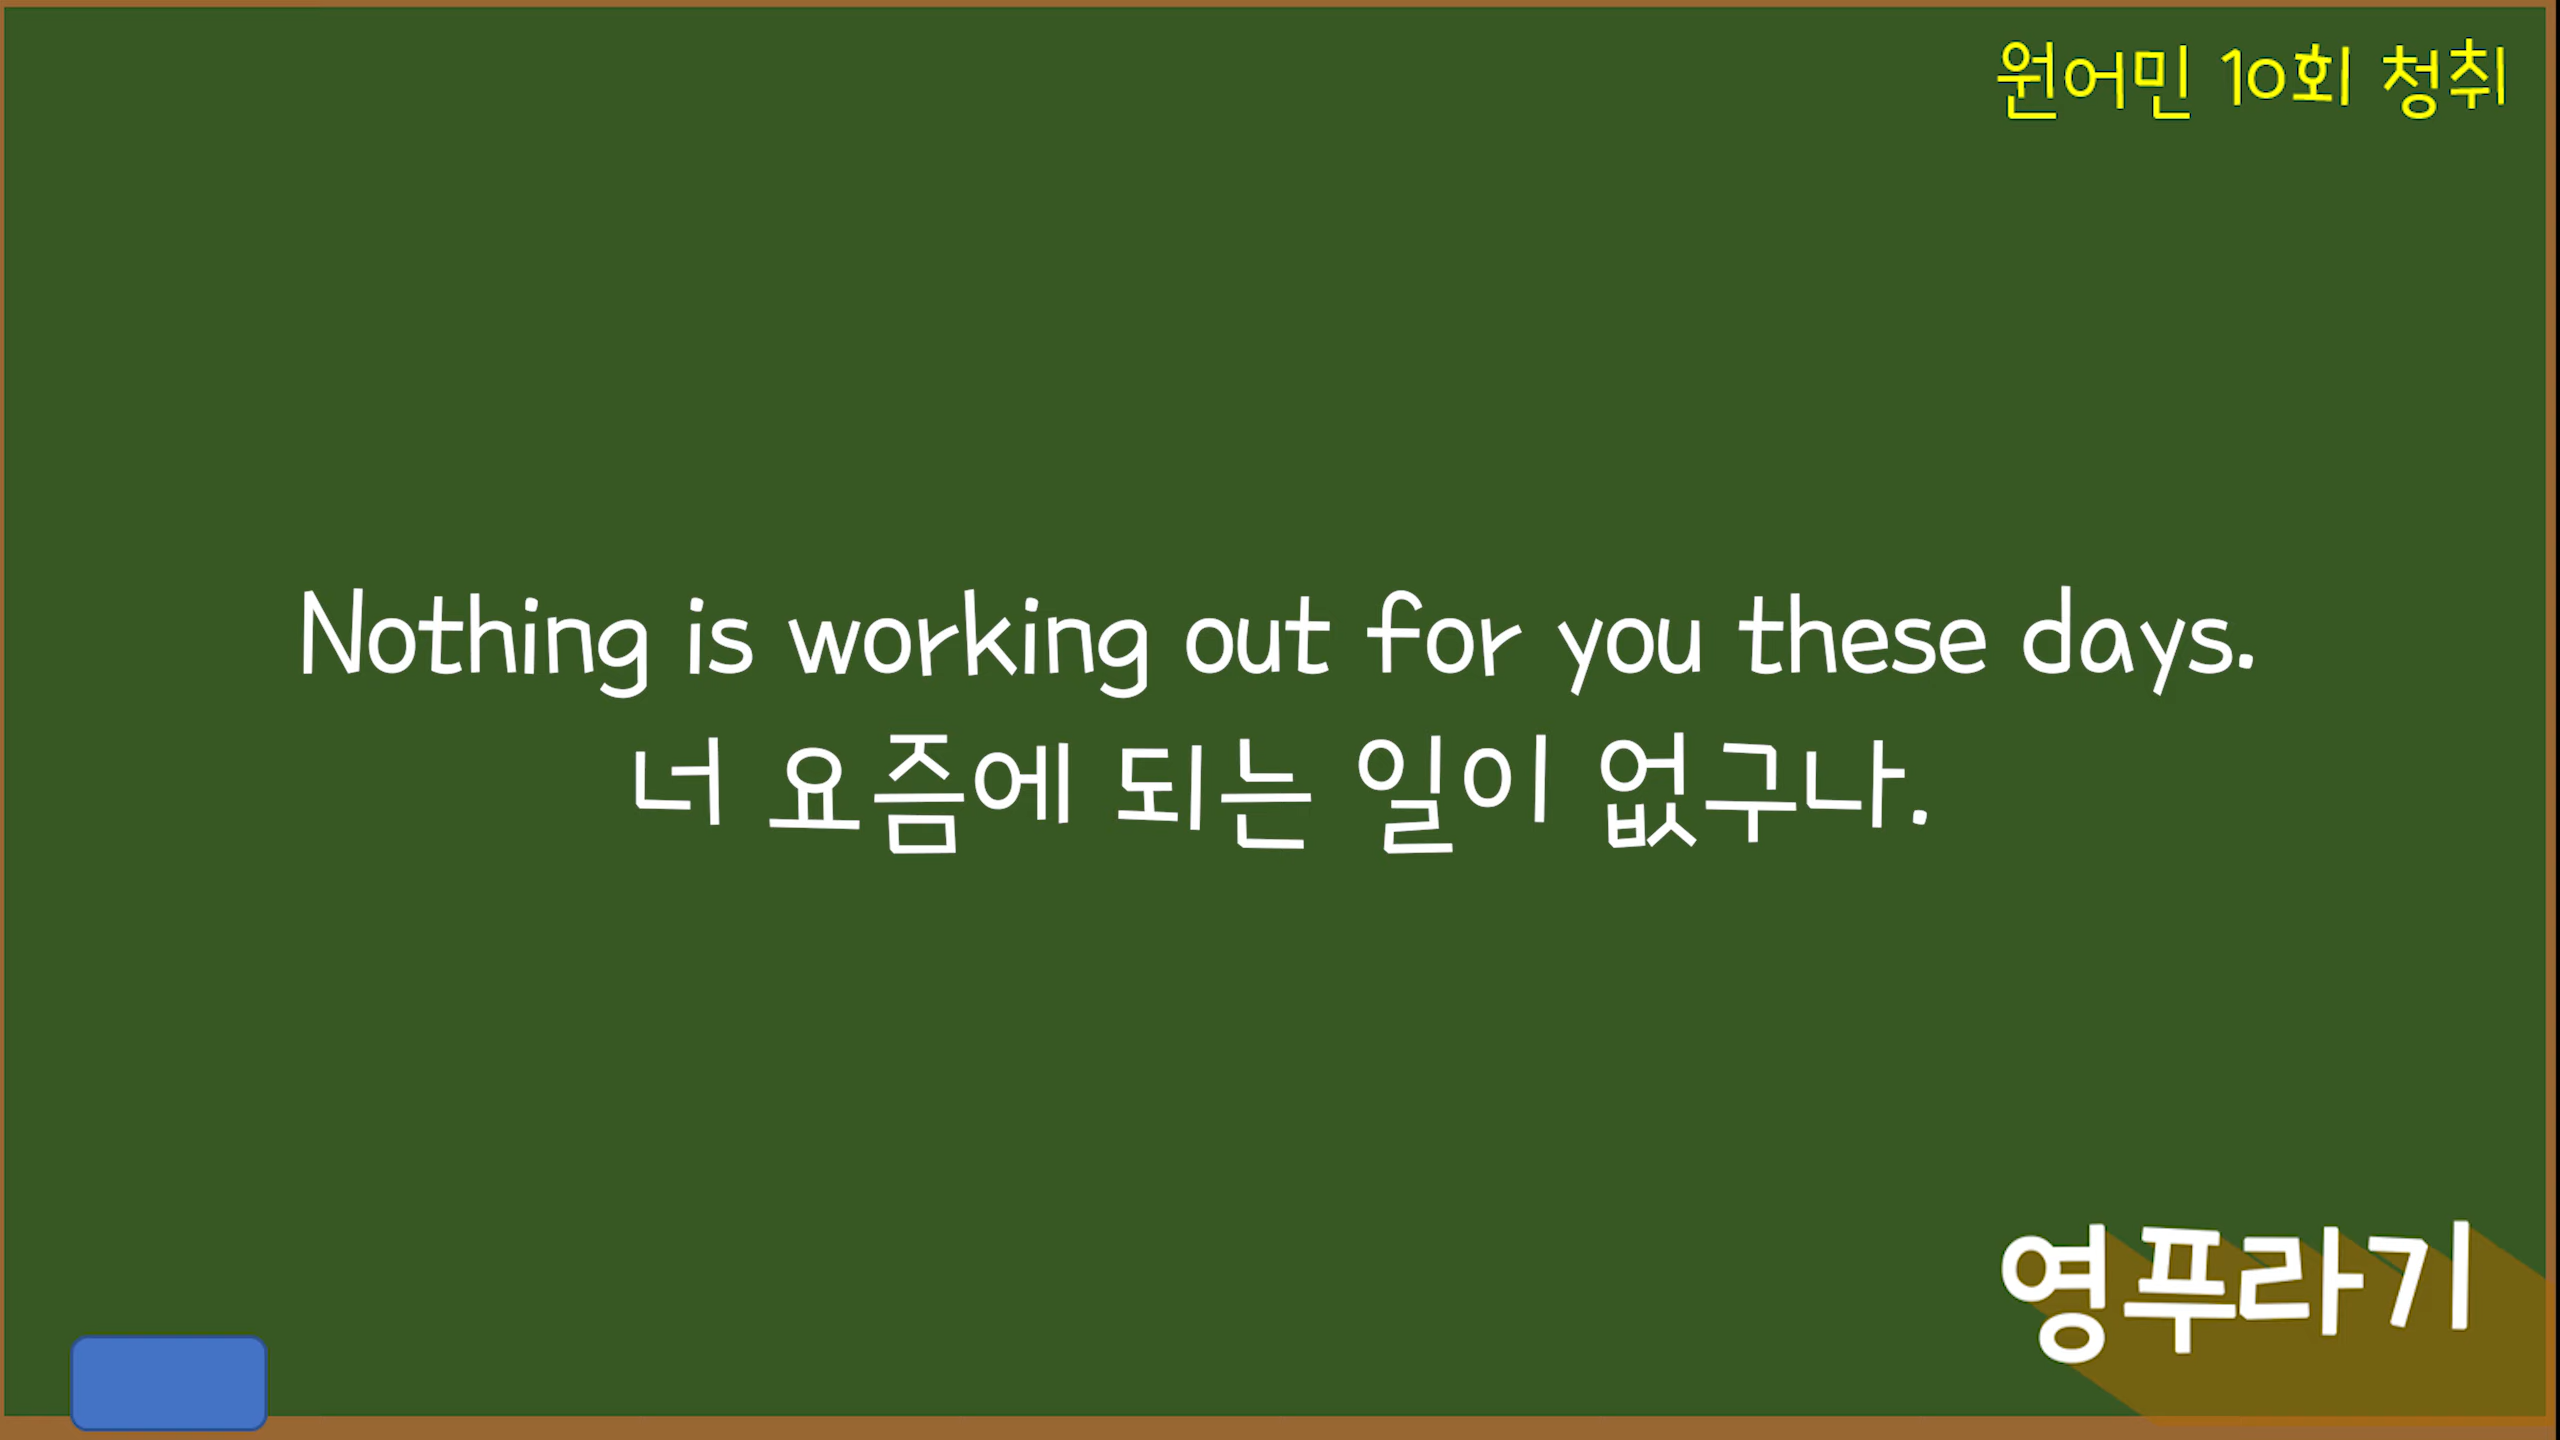 원어민 10회 청취
Nothing is working out for you these days.
너 요즘에 되는 일이 없구나.
영푸라기